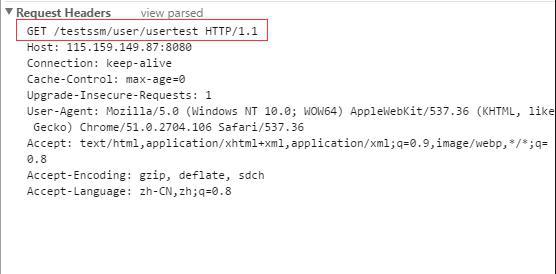 Request Headers view parsed
GET /testssm/user/usertest HTTP/1.1
Host: 115.159.149.87:8080
Connection: keep-alive
Cache-Control: max-age=0
Upgrade-Insecure-Requests: 1
User-Agent: Mozilla/5.0 (Windows NT 10.0; WOW64) AppleWebKit/537.36 (KHTML, like
Gecko) Chrome/51.0.2704.106 Safari/537.36
Accept: text/html,application/xhtml+xml,application/xml;q=0.9,image/webp,*/*;q=
0.8
Accept-Encoding: gzip, deflate, sdch
Accept-Language: zh-CN,zh;q=0.8